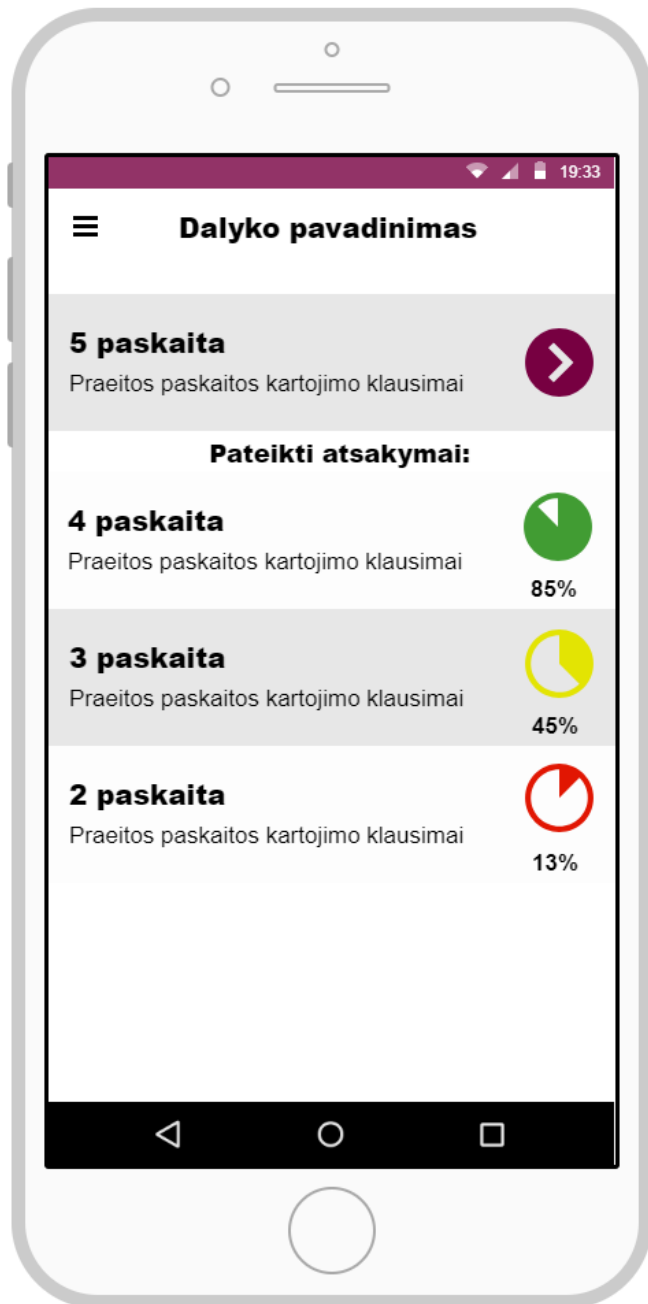 19:33
Dalyko pavadinimas
5 paskaita
Praeitos paskaitos kartojimo klausimai
Pateikti atsakymai:
4 paskaita
Praeitos paskaitos kartojimo klausimai
85%
3 paskaita
Praeitos paskaitos kartojimo klausimai
45%
2 paskaita
Praeitos paskaitos kartojimo klausimai
13%